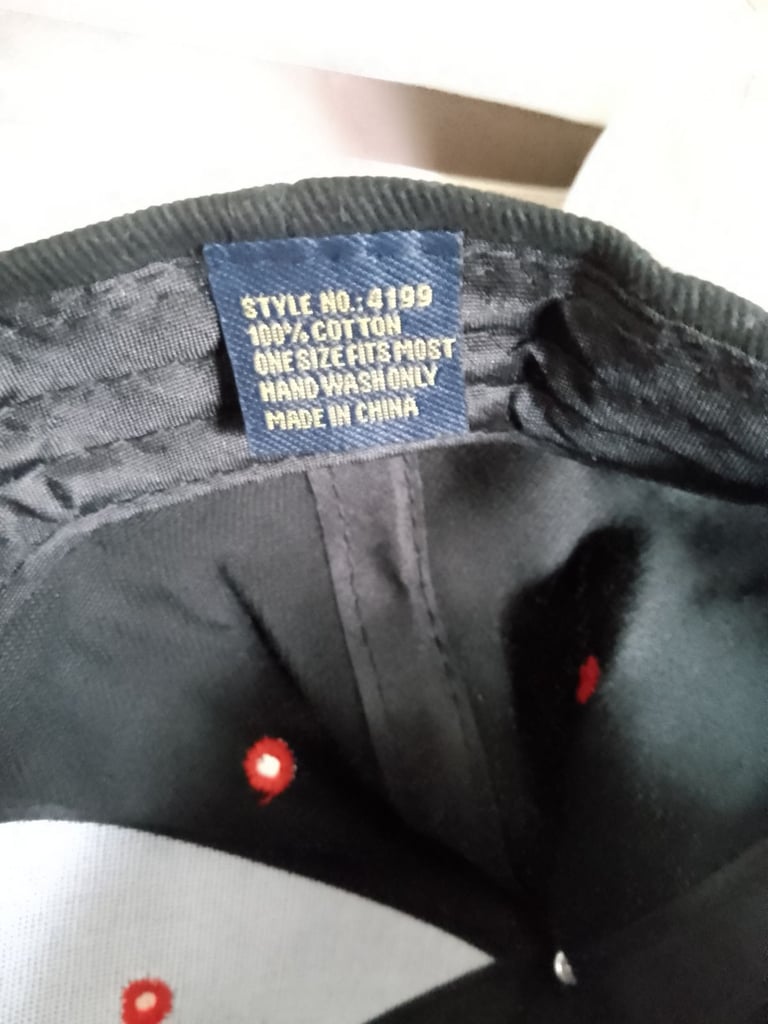 STYLE NO.: 4199
100% COTTON
ONE SIZE FITS MOST
HAND WASH ONLY
MADE IN CHINA